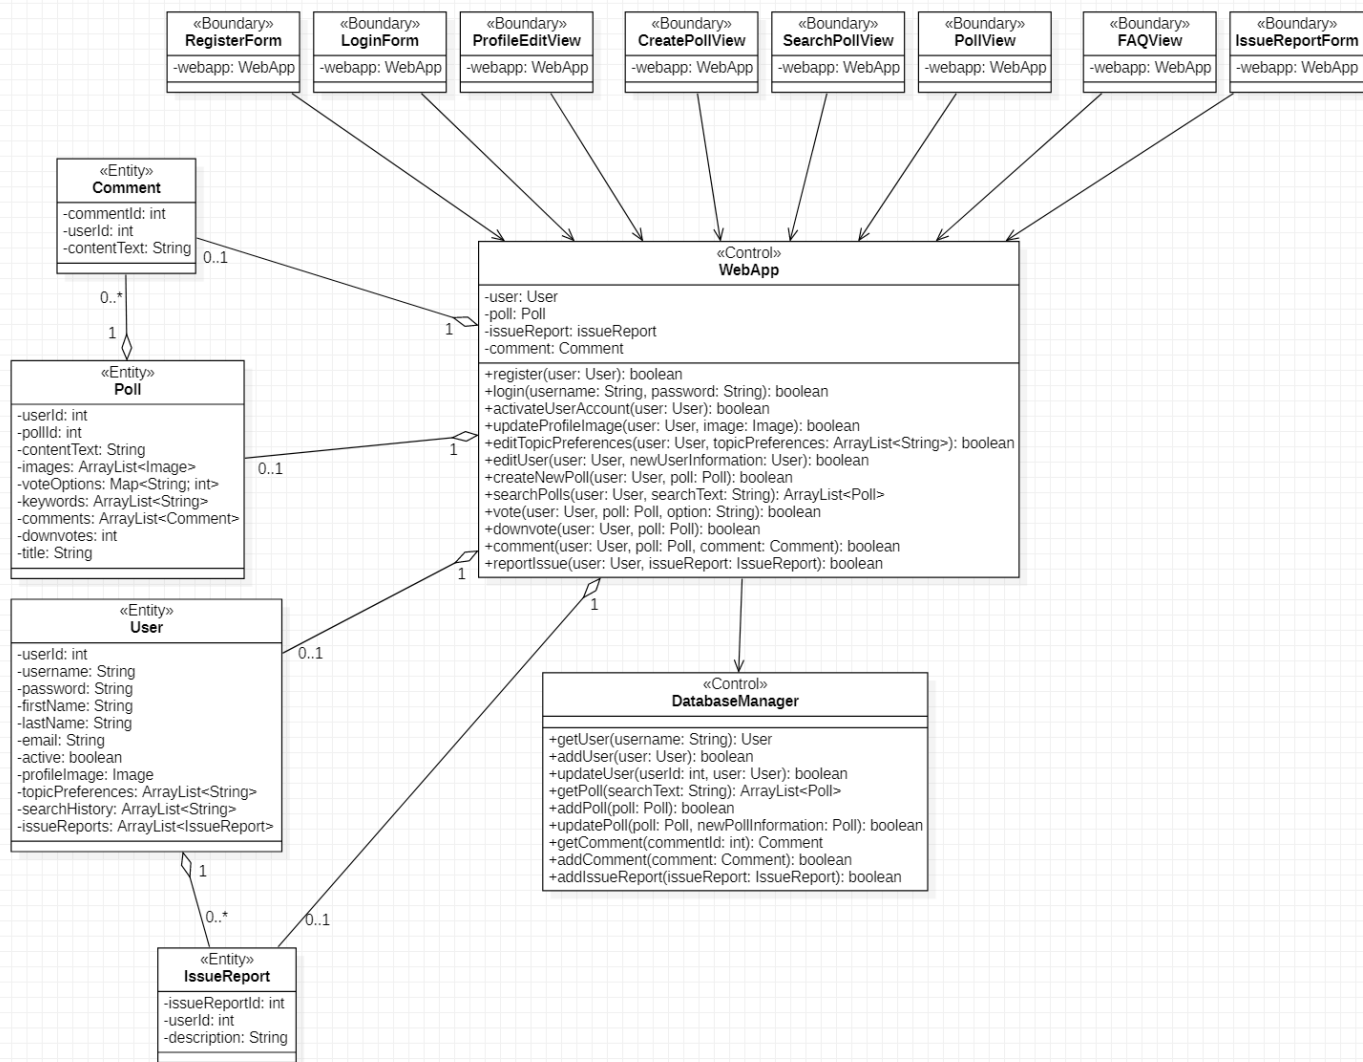 «Boundary»
RegisterForm
-webapp: WebApp
«Boundary»
LoginForm
-webapp: WebApp
«Boundary»
ProfileEditView
-webapp: WebApp
«Boundary»
CreatePollView
-webapp: WebApp
«Boundary»
SearchPollView
-webapp: WebApp
«Boundary»
PollView
-webapp: WebApp
«Boundary»
FAQView
-webapp: WebApp
«Boundary»
IssueReportForm
-webapp: WebApp
«Entity»
Comment
-commentId: int
-userId: int
-contentText: String
0..1
1
0..*
1
«Control»
WebApp
-user: User
-poll: Poll
-issueReport: issueReport
-comment: Comment
+register(user: User): boolean
+login(username: String, password: String): boolean
+activateUserAccount(user: User): boolean
+updateProfileImage(user: User, image: Image): boolean
+editTopicPreferences(user: User, topicPreferences: ArrayList<String>): boolean
+editUser(user: User, newUserInformation: User): boolean
+createNewPoll(user: User, poll: Poll): boolean
+searchPolls(user: User, searchText: String): ArrayList<Poll>
+vote(user: User, poll: Poll, option: String): boolean
+downvote(user: User, poll: Poll): boolean
+comment(user: User, poll: Poll, comment: Comment): boolean
+reportIssue(user: User, issueReport: IssueReport): boolean
«Entity»
Poll
-userId: int
-pollId: int
-contentText: String
-images: ArrayList<Image>
-voteOptions: Map<String; int>
-keywords: ArrayList<String>
-comments: ArrayList<Comment>
-downvotes: int
-title: String
0..1
1
«Entity»
User
-userId: int
-username: String
-password: String
-firstName: String
-lastName: String
-email: String
-active: boolean
-profileImage: Image
-topicPreferences: ArrayList<String>
-searchHistory: ArrayList<String>
-issueReports: ArrayList<IssueReport>
0..1
1
1
«Control»
DatabaseManager
+getUser(username: String): User
+addUser(user: User): boolean
+updateUser(userId: int, user: User): boolean
+getPoll(searchText: String): ArrayList<Poll>
+addPoll(poll: Poll): boolean
+updatePoll(poll: Poll, newPollInformation: Poll): boolean
+getComment(commentId: int): Comment
+addComment(comment: Comment): boolean
+addIssueReport(issueReport: IssueReport): boolean
1
0..*
0..1
«Entity»
IssueReport
-issueReportId: int
-userId: int
-description: String